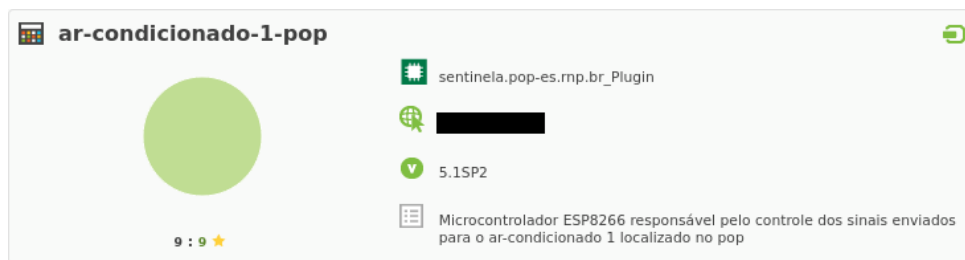 ar-condicionado-1-pop
sentinela.pop-es.rnp.br_Plugin
v
5.1SP2
Microcontrolador ESP8266 responsável pelo controle dos sinais enviados
para o ar-condicionado 1 localizado no pop
9 : 9